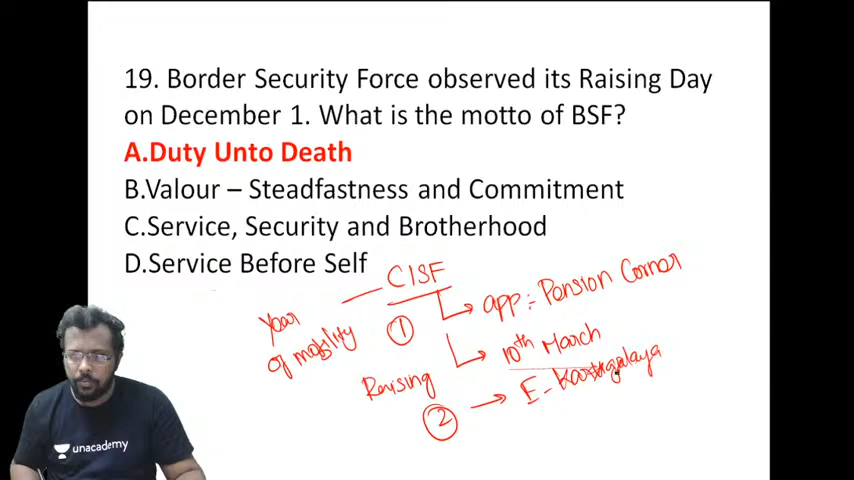 19. Border Security Force observed its Raising Day
on December 1. What is the motto of BSF?
A.Duty Unto Death
B.Valour – Steadfastness and Commitment
C.Service, Security and Brotherhood
D.Service Before Self
CISF
app : Pension Corner
Year
of mobility
1
10th March
Raising
E-
2
unacademy